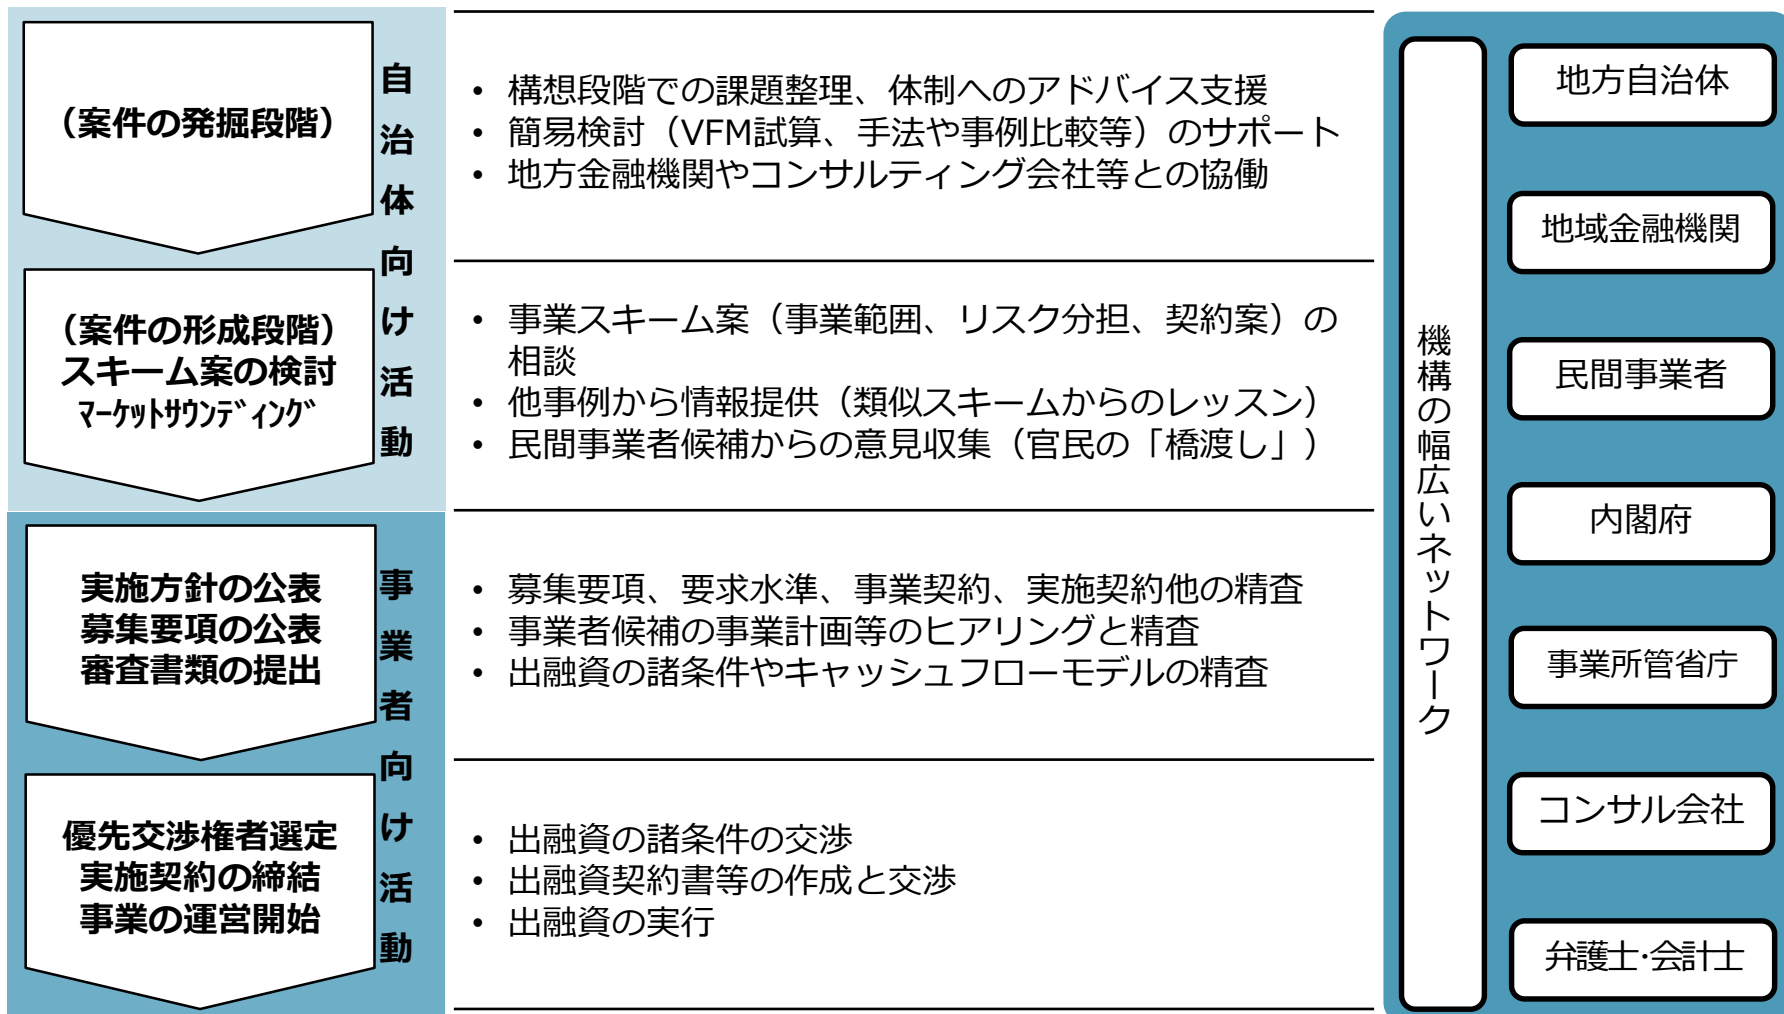 自治体向け活動
（案件の発掘段階）
• 構想段階での課題整理、体制へのアドバイス支援
• 簡易検討（VFM試算、手法や事例比較等）のサポート
• 地方金融機関やコンサルティング会社等との協働
（案件の形成段階）
スキーム案の検討
ﾏｰｹｯﾄｻｳﾝﾃﾞｨﾝｸﾞ
• 事業スキーム案（事業範囲、リスク分担、契約案）の
相談
• 他事例から情報提供（類似スキームからのレッスン）
• 民間事業者候補からの意見収集（官民の「橋渡し」）
事業者向け活動
実施方針の公表
募集要項の公表
審査書類の提出
• 募集要項、要求水準、事業契約、実施契約他の精査
• 事業者候補の事業計画等のヒアリングと精査
• 出融資の諸条件やキャッシュフローモデルの精査
優先交渉権者選定
実施契約の締結
事業の運営開始
• 出融資の諸条件の交渉
• 出融資契約書等の作成と交渉
• 出融資の実行
機構の幅広いネットワーク
地方自治体
地域金融機関
民間事業者
内閣府
事業所管省庁
コンサル会社
弁護士･会計士